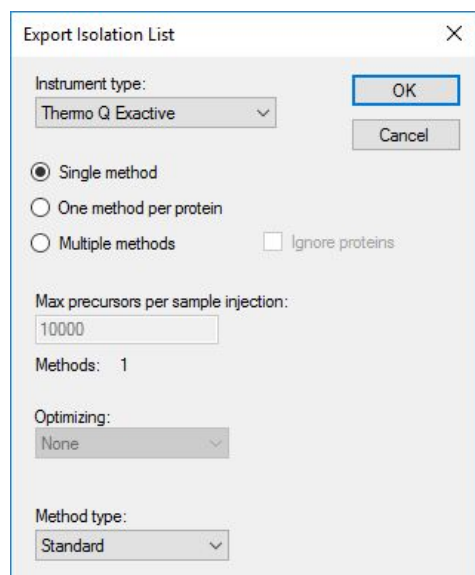 Export Isolation List
Instrument type:
Thermo Q Exactive
OK
Cancel
Single method
One method per protein
Multiple methods
Ignore proteins
Max precursors per sample injection:
10000
Methods: 1
Optimizing:
None
Method type:
Standard